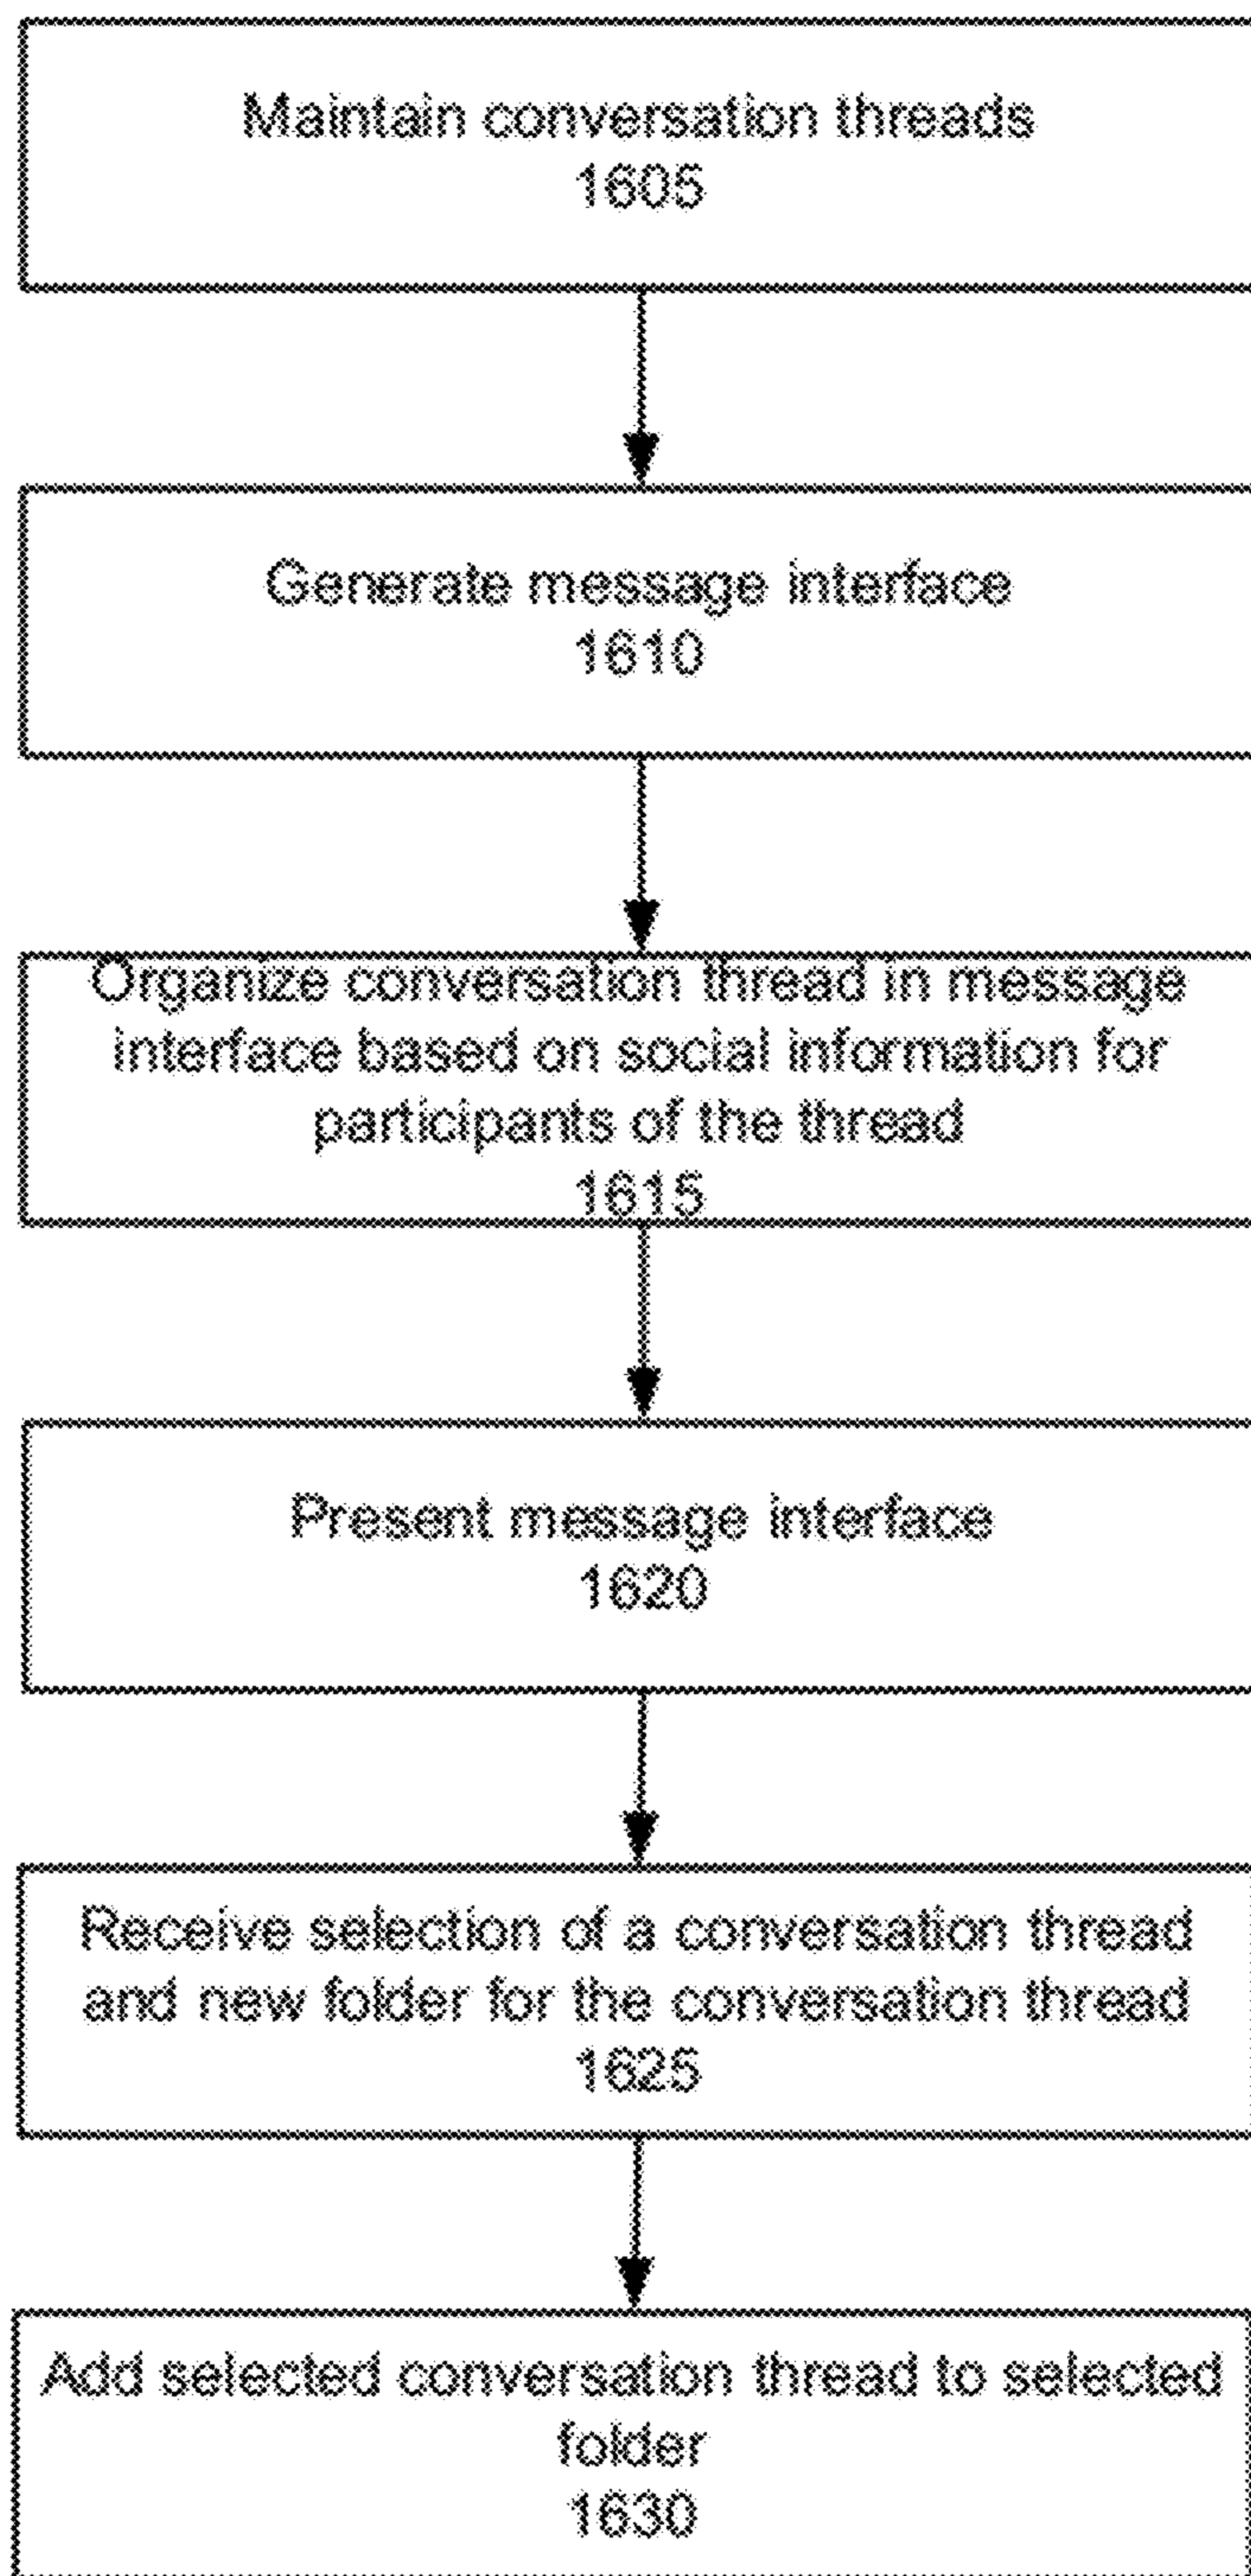 Maintain conversation threads
1605
Generate message interface
1610
Organize conversation thread in message
interface based on social information for
participants of the thread
1615
Present message interface
1620
Receive selection of a conversation thread
and new folder for the conversation thread
1625
Add selected conversation thread to selected
folder
1630